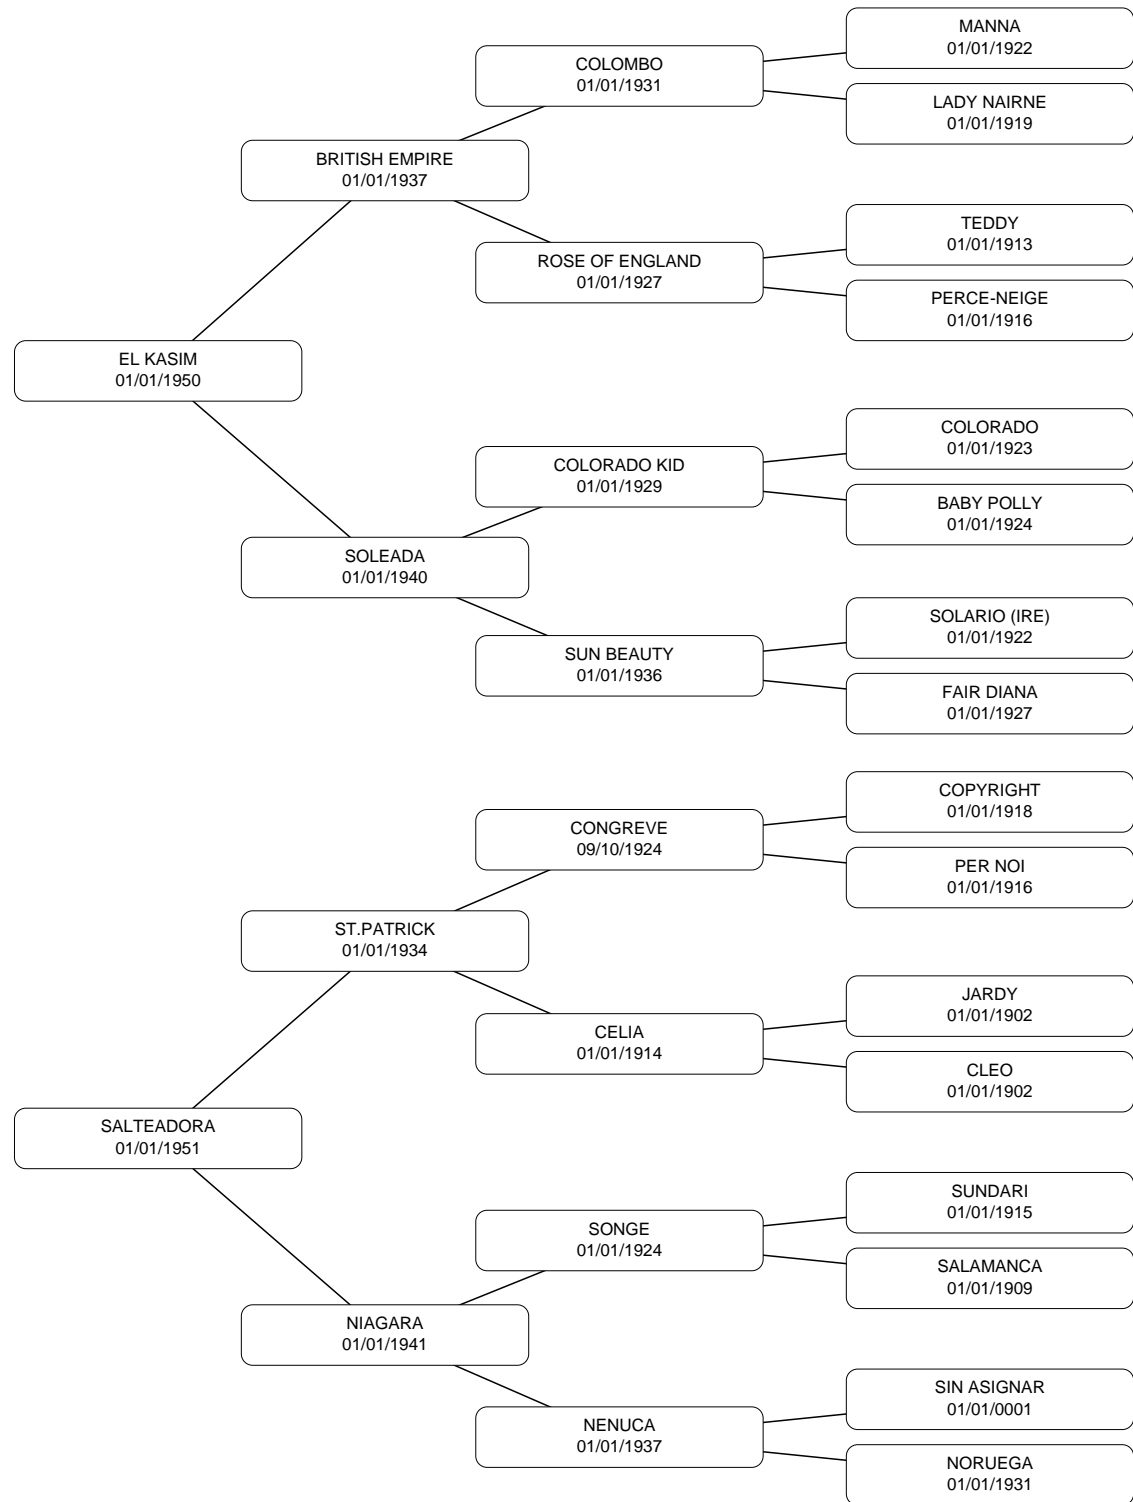 MANNA
01/01/1922
COLOMBO
01/01/1931
LADY NAIRNE
01/01/1919
BRITISH EMPIRE
01/01/1937
TEDDY
01/01/1913
ROSE OF ENGLAND
01/01/1927
PERCE-NEIGE
01/01/1916
EL KASIM
01/01/1950
COLORADO
01/01/1923
COLORADO KID
01/01/1929
BABY POLLY
01/01/1924
SOLEADA
01/01/1940
SOLARIO (IRE)
01/01/1922
SUN BEAUTY
01/01/1936
FAIR DIANA
01/01/1927
COPYRIGHT
01/01/1918
CONGREVE
09/10/1924
PER NOI
01/01/1916
ST.PATRICK
01/01/1934
JARDY
01/01/1902
CELIA
01/01/1914
CLEO
01/01/1902
SALTEADORA
01/01/1951
SUNDARI
01/01/1915
SONGE
01/01/1924
SALAMANCA
01/01/1909
NIAGARA
01/01/1941
SIN ASIGNAR
01/01/0001
NENUCA
01/01/1937
NORUEGA
01/01/1931